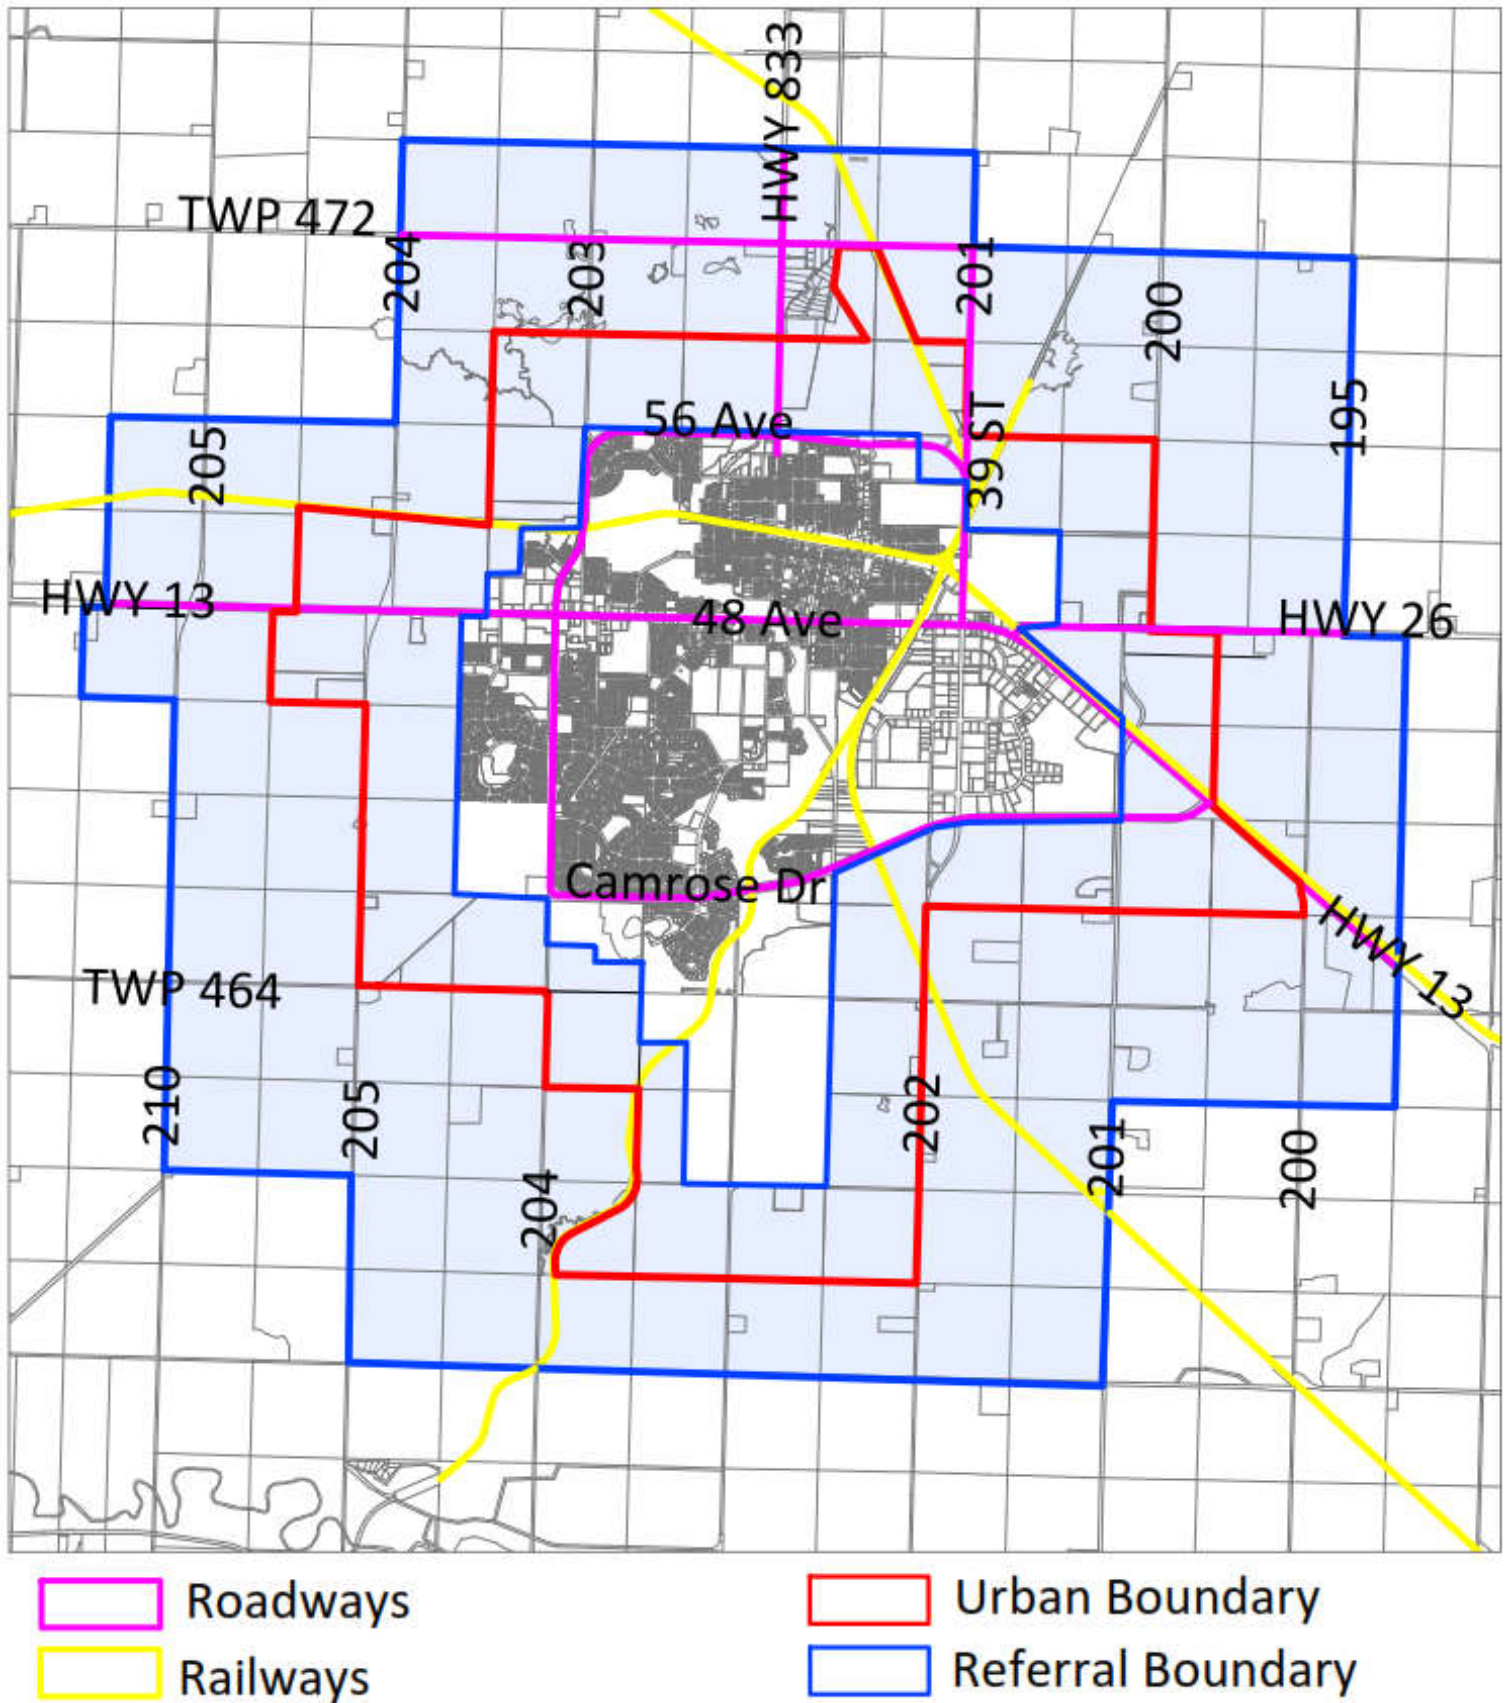 HWY 833
TWP 472
204
203
201
200
195
56 Ave
39 ST
205
HWY 13
48 Ave
HWY 26
Camrose Dr
HWY 13
TWP 464
210
205
204
202
201
200
Roadways
Urban Boundary
Railways
Referral Boundary